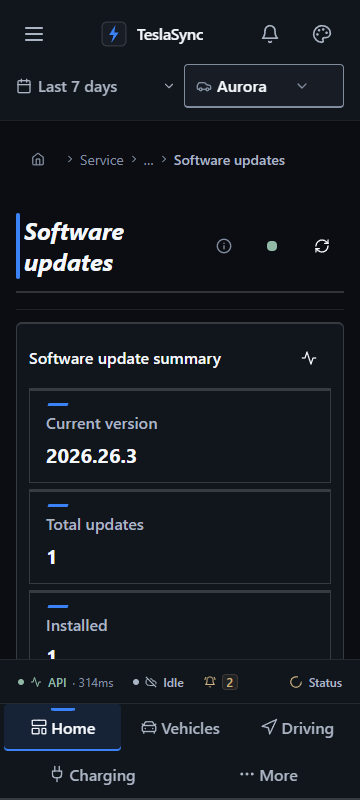 TeslaSync
Last 7 days
Aurora
Service
...
Software updates
Software
updates
Software update summary
Current version
2026.26.3
Total updates
1
Installed
1
API · 314ms
Idle
2
Status
Home
Vehicles
Driving
Charging
More